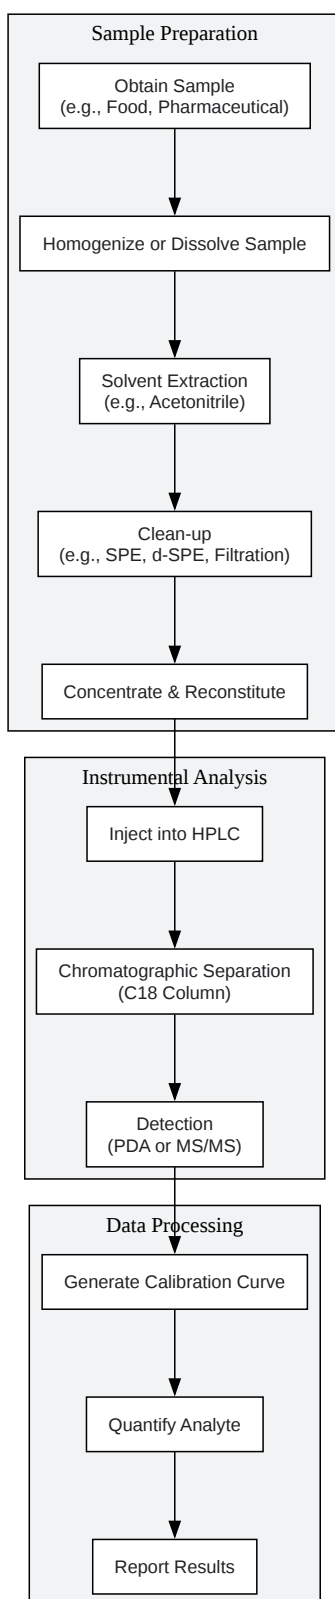 Sample Preparation
Obtain Sample
(e.g., Food, Pharmaceutical)
Homogenize or Dissolve Sample
Solvent Extraction
(e.g., Acetonitrile)
Clean-up
(e.g., SPE, d-SPE, Filtration)
Concentrate & Reconstitute
Instrumental Analysis
Inject into HPLC
Chromatographic Separation
(C18 Column)
Detection
(PDA or MS/MS)
Data Processing
Generate Calibration Curve
Quantify Analyte
Report Results